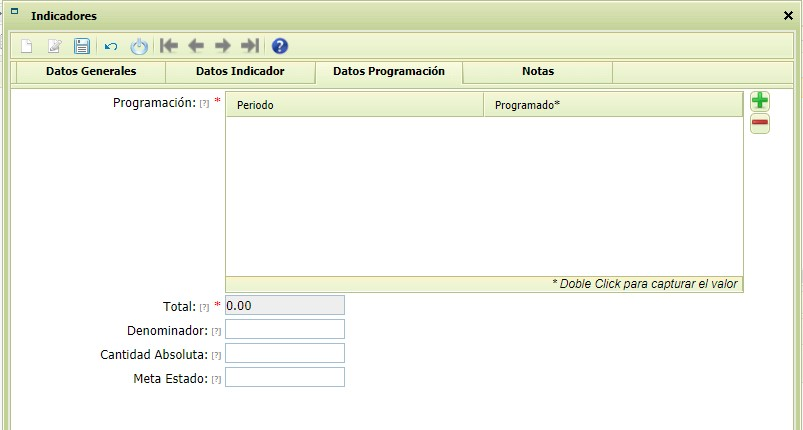 Indicadores
?
Datos Generales Datos Indicador Datos Programación Notas
Programación: [?] * Periodo Programado*
* Doble Click para capturar el valor
Total: [?] * 0.00
Denominador: [?]
Cantidad Absoluta: [?]
Meta Estado: [?]